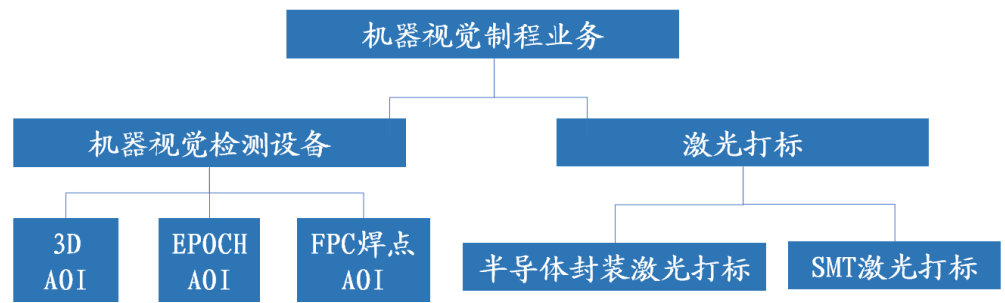 机器视觉制程业务
机器视觉检测设备
激光打标
3D
AOI
EPOCH
AOI
FPC焊点
AOI
半导体封装激光打标
SMT激光打标